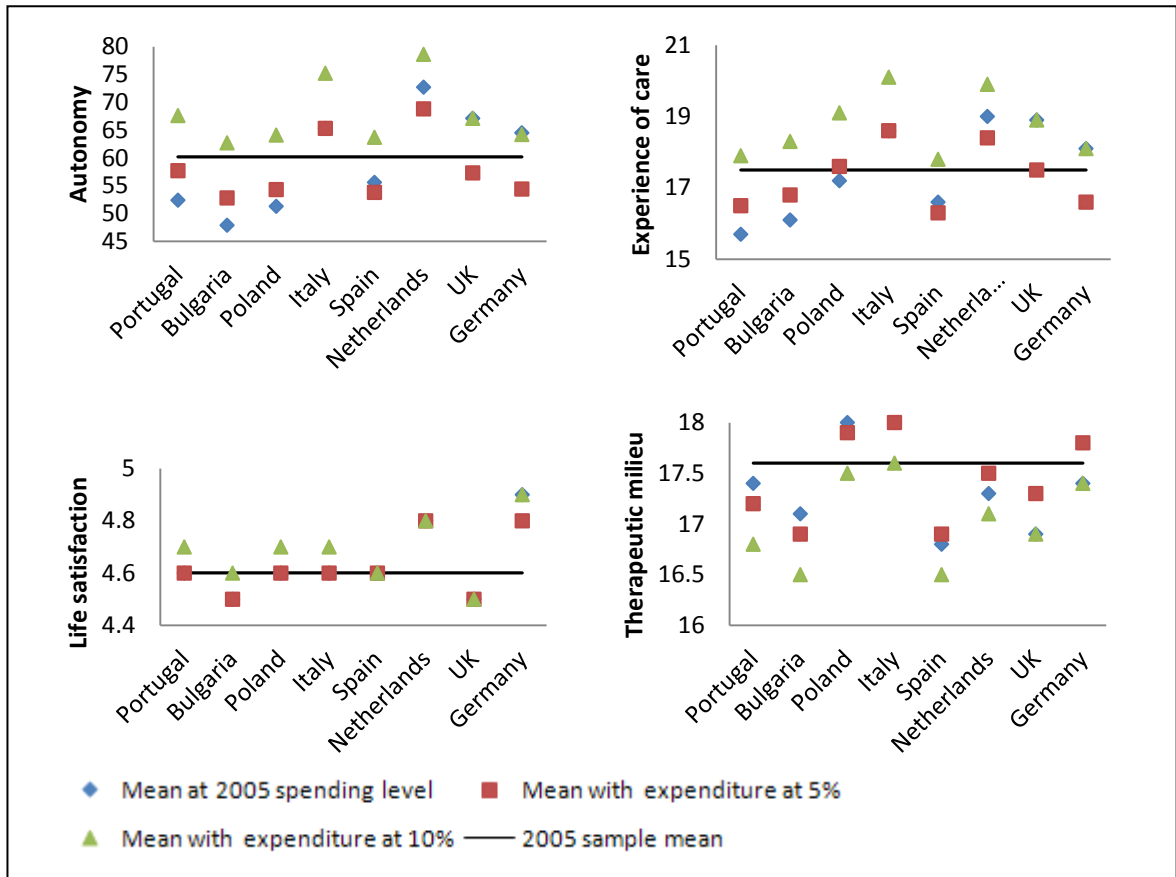 Autonomy
80
75
70
65
60
55
50
45
Portugal
Bulgaria
Poland
Italy
Spain
Netherlands
UK
Germany
Experience of care
21
19
17
15
Portugal
Bulgaria
Poland
Italy
Spain
Netherla...
UK
Germany
Life satisfaction
5
4.8
4.6
4.4
Portugal
Bulgaria
Poland
Italy
Spain
Netherlands
UK
Germany
Therapeutic milieu
18
17.5
17
16.5
16
Portugal
Bulgaria
Poland
Italy
Spain
Netherlands
UK
Germany
Mean at 2005 spending level
Mean with expenditure at 5%
Mean with expenditure at 10%
2005 sample mean